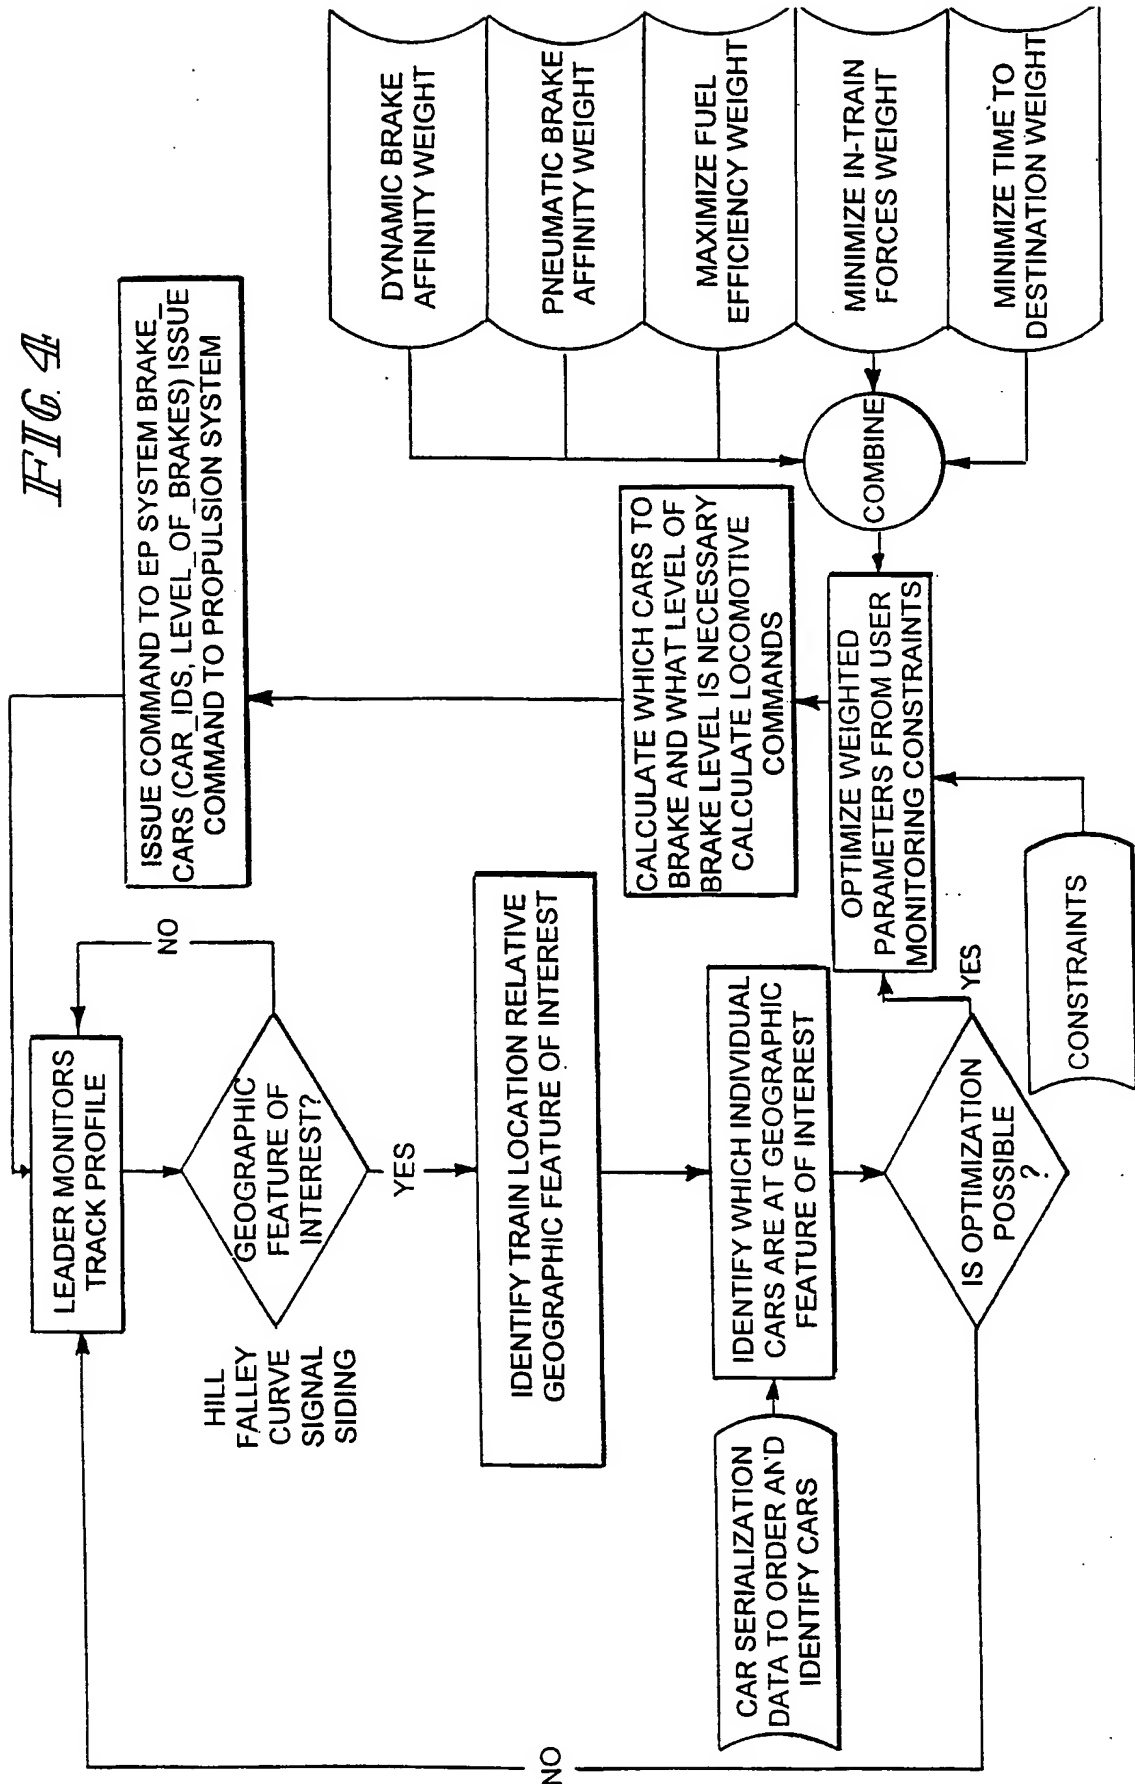 FIG. 4
LEADER MONITORS
TRACK PROFILE
NO
GEOGRAPHIC
FEATURE OF
INTEREST?
HILL
FALLEY
CURVE
SIGNAL
SIDING
YES
IDENTIFY TRAIN LOCATION RELATIVE
GEOGRAPHIC FEATURE OF INTEREST
CAR SERIALIZATION
DATA TO ORDER AND
IDENTIFY CARS
IDENTIFY WHICH INDIVIDUAL
CARS ARE AT GEOGRAPHIC
FEATURE OF INTEREST
IS OPTIMIZATION
POSSIBLE
?
NO
YES
CONSTRAINTS
OPTIMIZE WEIGHTED
PARAMETERS FROM USER
MONITORING CONSTRAINTS
CALCULATE WHICH CARS TO
BRAKE AND WHAT LEVEL OF
BRAKE LEVEL IS NECESSARY
CALCULATE LOCOMOTIVE
COMMANDS
ISSUE COMMAND TO EP SYSTEM BRAKE_
CARS (CAR_IDS, LEVEL_OF_BRAKES) ISSUE
COMMAND TO PROPULSION SYSTEM
COMBINE
DYNAMIC BRAKE
AFFINITY WEIGHT
PNEUMATIC BRAKE
AFFINITY WEIGHT
MAXIMIZE FUEL
EFFICIENCY WEIGHT
MINIMIZE IN-TRAIN
FORCES WEIGHT
MINIMIZE TIME TO
DESTINATION WEIGHT